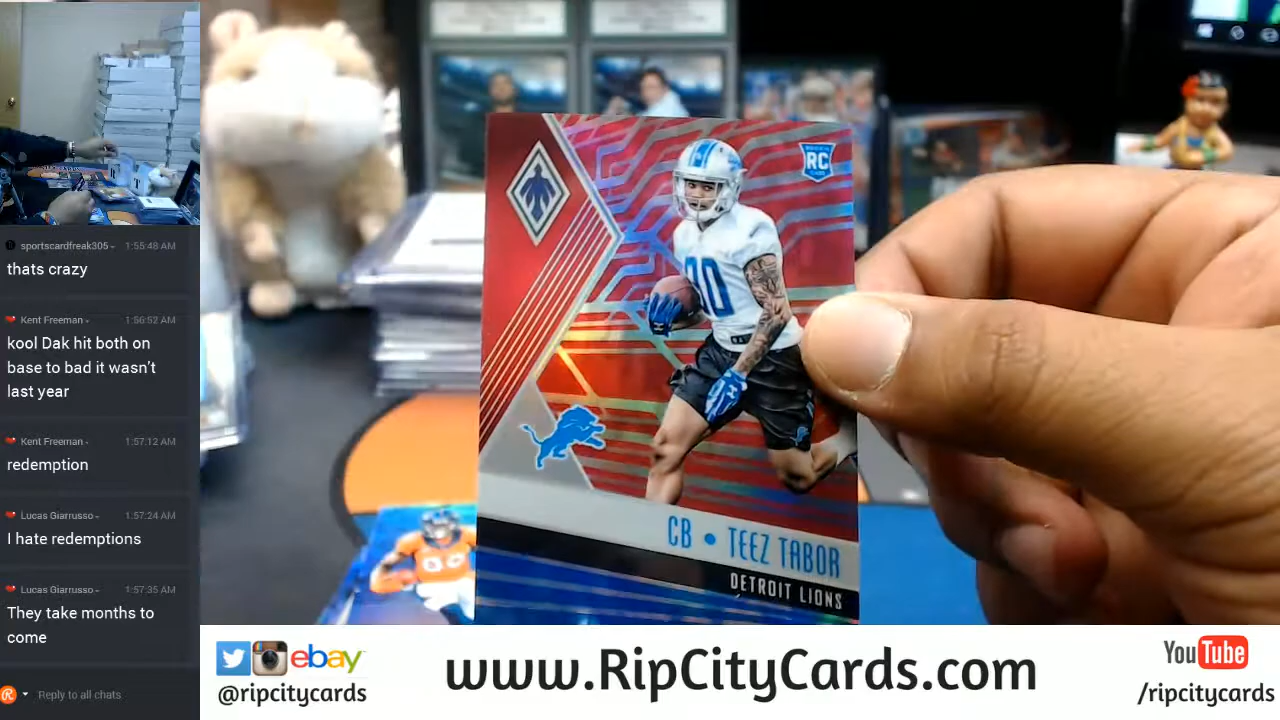 sportscardfreak305 1:55:48 AM
thats crazy
Kent Freeman 1:56:52 AM
kool Dak hit both on
base to bad it wasn't
last year
Kent Freeman 1:57:12 AM
redemption
Lucas Giarrusso 1:57:24 AM
I hate redemptions
Lucas Giarrusso 1:57:35 AM
They take months to
come
Reply to all chats
RC
00
CB • TEEZ TABOR
DETROIT LIONS
ebay
@ripcitycards
www.RipCityCards.com
YouTube
/ripcitycards